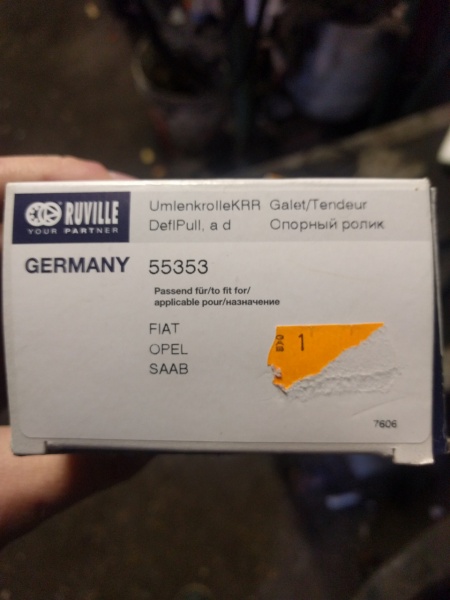 RUVILLE
YOUR PARTNER
UmlenkrolleKRR Galet/Tendeur
DeflPull, a d Опорный ролик
GERMANY 55353
Passend für/to fit for/
applicable pour/назначение
FIAT
OPEL
SAAB
1
7606